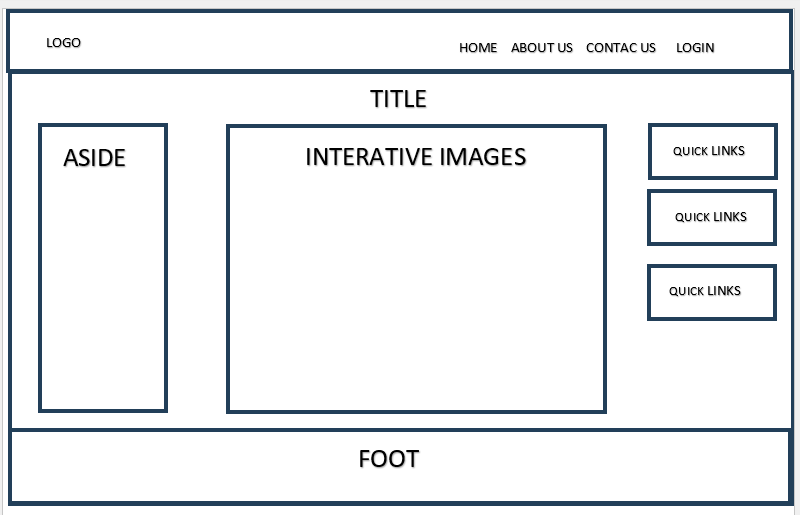 LOGO
HOME ABOUT US CONTAC US LOGIN
TITLE
ASIDE
INTERATIVE IMAGES
QUICK LINKS
QUICK LINKS
QUICK LINKS
FOOT